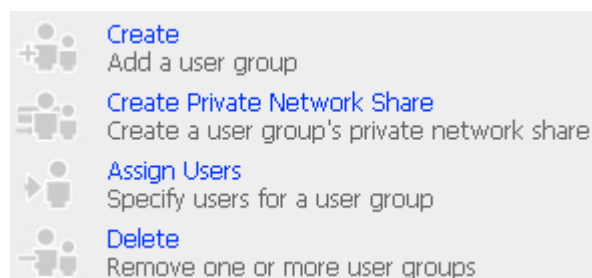 Create
Add a user group
Create Private Network Share
Create a user group's private network share
Assign Users
Specify users for a user group
Delete
Remove one or more user groups